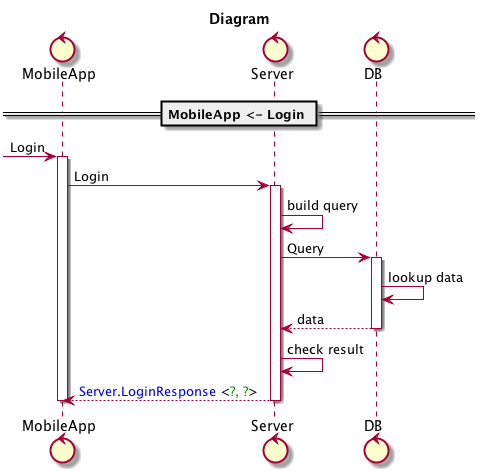 Diagram
MobileApp Server DB
MobileApp <- Login
Login
Login
build query
Query
lookup data
data
check result
Server.LoginResponse <?, ?>
MobileApp Server DB